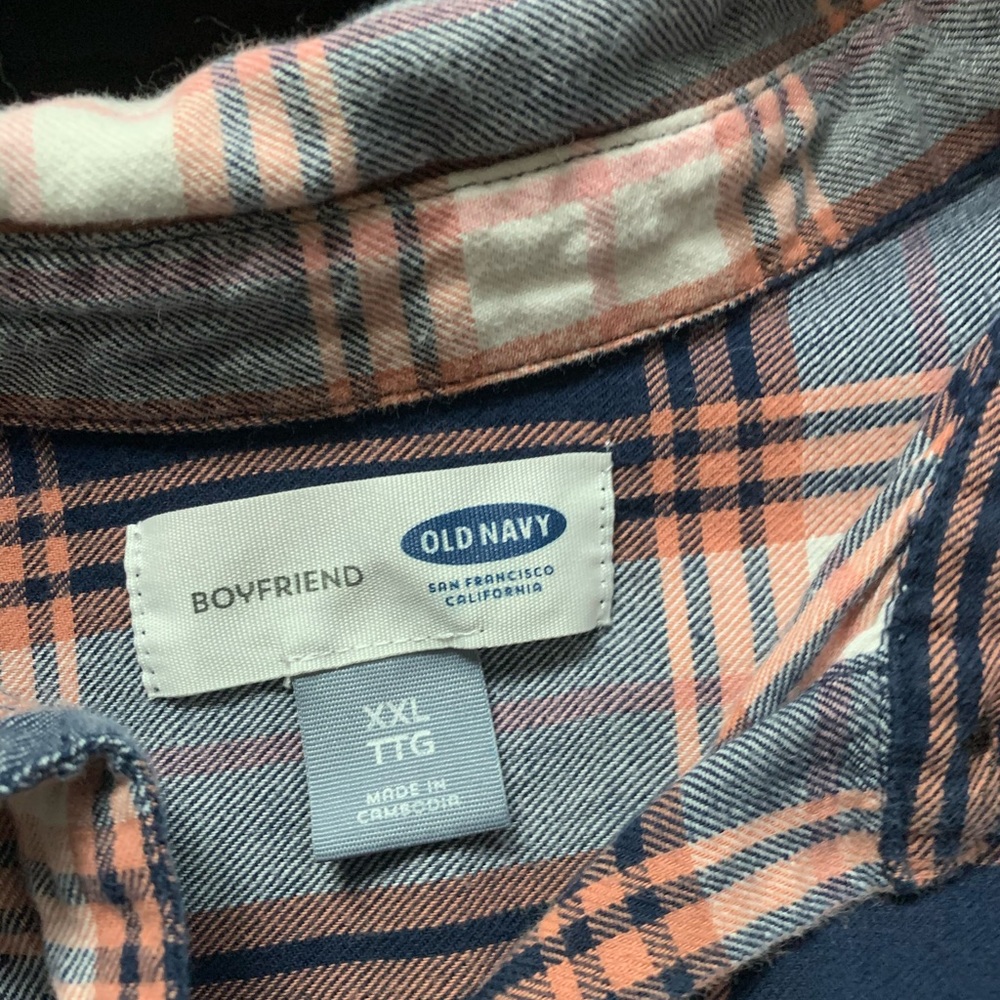 BOYFRIEND
OLD NAVY
SAN FRANCISCO
CALIFORNIA
XXL
TTG
MADE IN
CAMBODIA